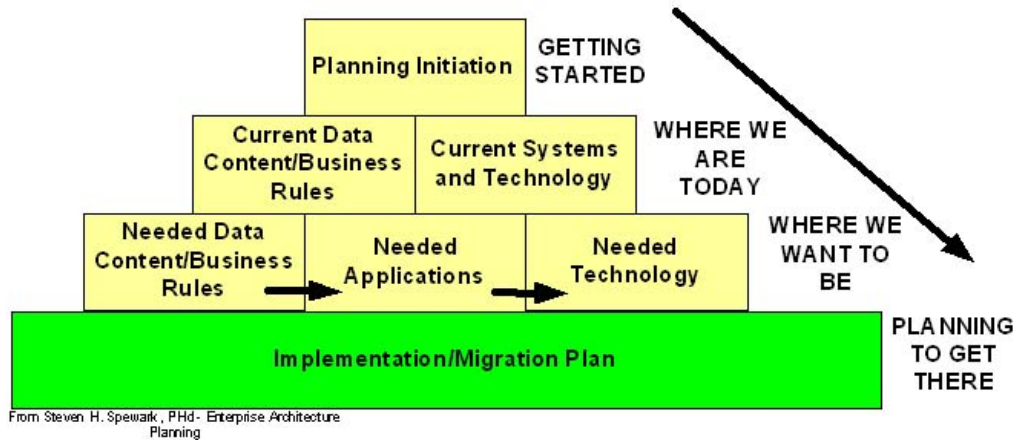 Planning Initiation
GETTING
STARTED
Current Data
Content/Business
Rules
Current Systems
and Technology
WHERE WE
ARE
TODAY
Needed Data
Content/Business
Rules
Needed
Applications
Needed
Technology
WHERE WE
WANT TO
BE
Implementation/Migration Plan
PLANNING
TO GET
THERE
From Steven H. Spewark, PHd- Enterprise Architecture
Planning